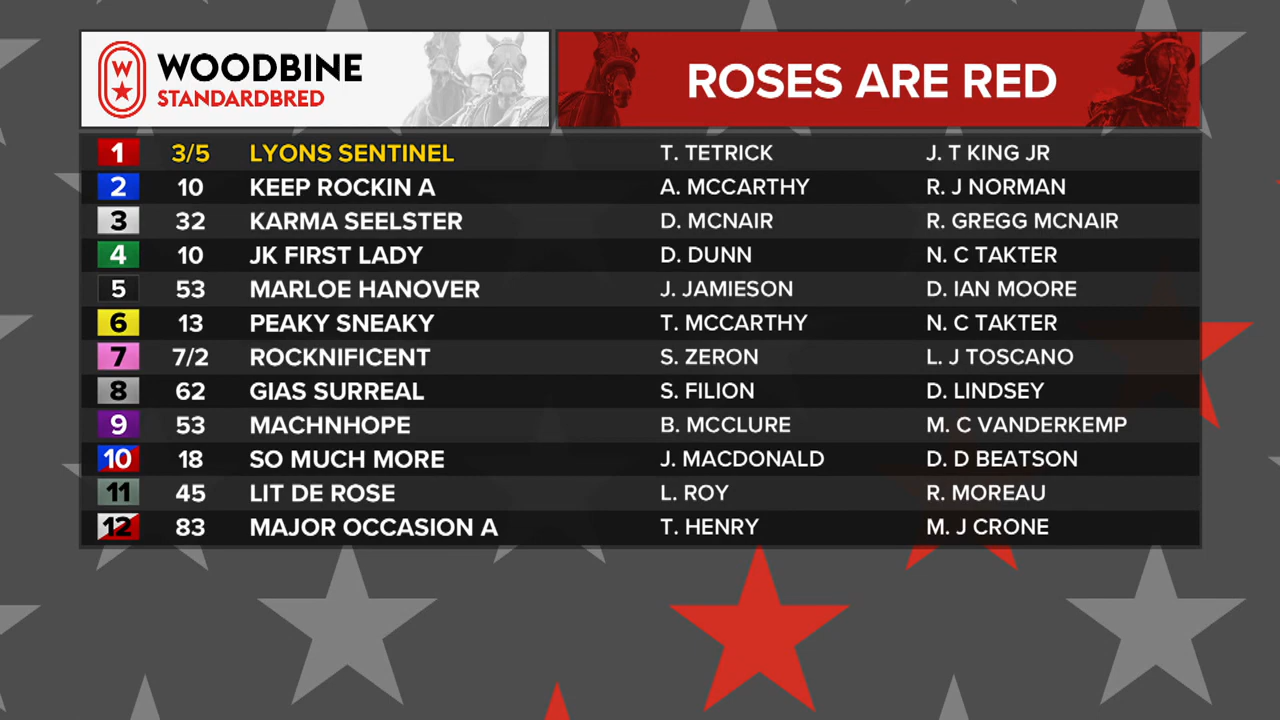 W
WOODBINE
STANDARDBRED
ROSES ARE RED
1 3/5 LYONS SENTINEL T. TETRICK J. T KING JR
2 10 KEEP ROCKIN A A. MCCARTHY R. J NORMAN
3 32 KARMA SEELSTER D. MCNAIR R. GREGG MCNAIR
4 10 JK FIRST LADY D. DUNN N. C TAKTER
5 53 MARLOE HANOVER J. JAMIESON D. IAN MOORE
6 13 PEAKY SNEAKY T. MCCARTHY N. C TAKTER
7 7/2 ROCKNIFICENT S. ZERON L. J TOSCANO
8 62 GIAS SURREAL S. FILION D. LINDSEY
9 53 MACHNHOPE B. MCCLURE M. C VANDERKEMP
10 18 SO MUCH MORE J. MACDONALD D. D BEATSON
11 45 LIT DE ROSE L. ROY R. MOREAU
12 83 MAJOR OCCASION A T. HENRY M. J CRONE